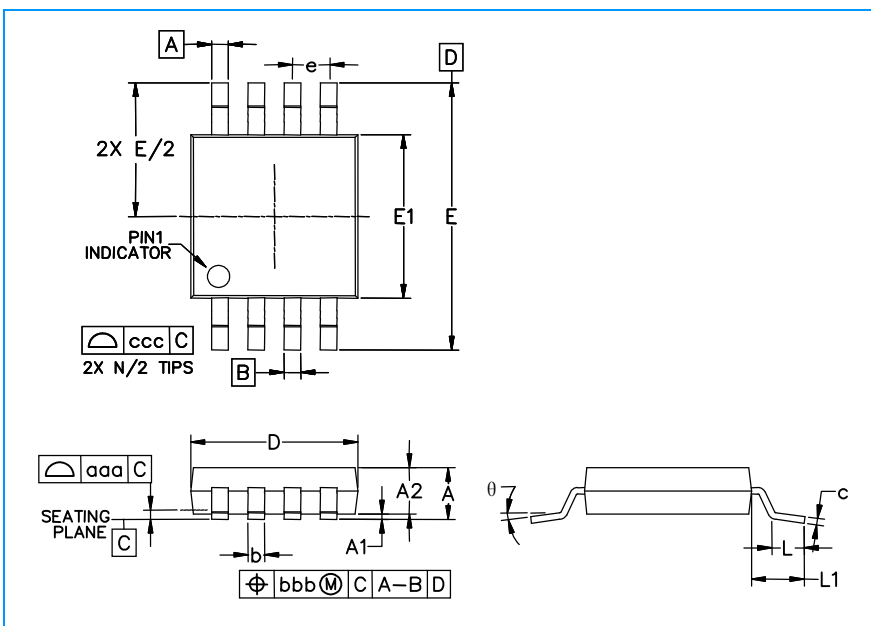 A
e
D
2X E/2
E1
E
PIN1
INDICATOR
ccc C
2X N/2 TIPS
B
D
aaa C
A2
A
SEATING
PLANE
C
A1
b
bbb Ⓜ C A–B D
θ
c
L
L1